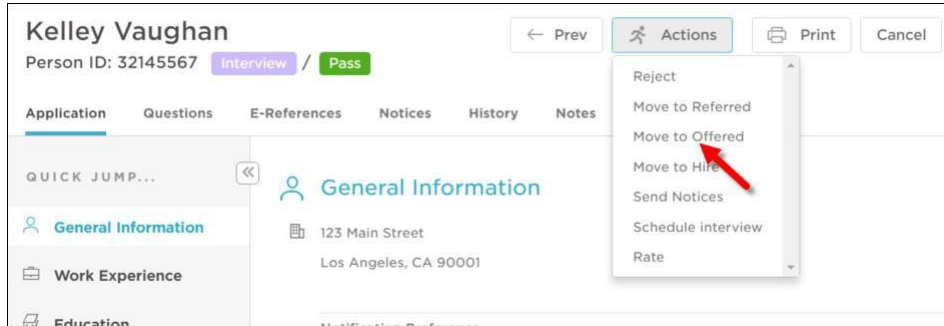 Kelley Vaughan
Person ID: 32145567 Interview / Pass
← Prev
Actions
Print
Cancel
Application Questions E-References Notices History Notes
Reject
Move to Referred
Move to Offered
Move to Hire
Send Notices
Schedule interview
Rate
QUICK JUMP...
General Information
Work Experience
Education
General Information
123 Main Street
Los Angeles, CA 90001